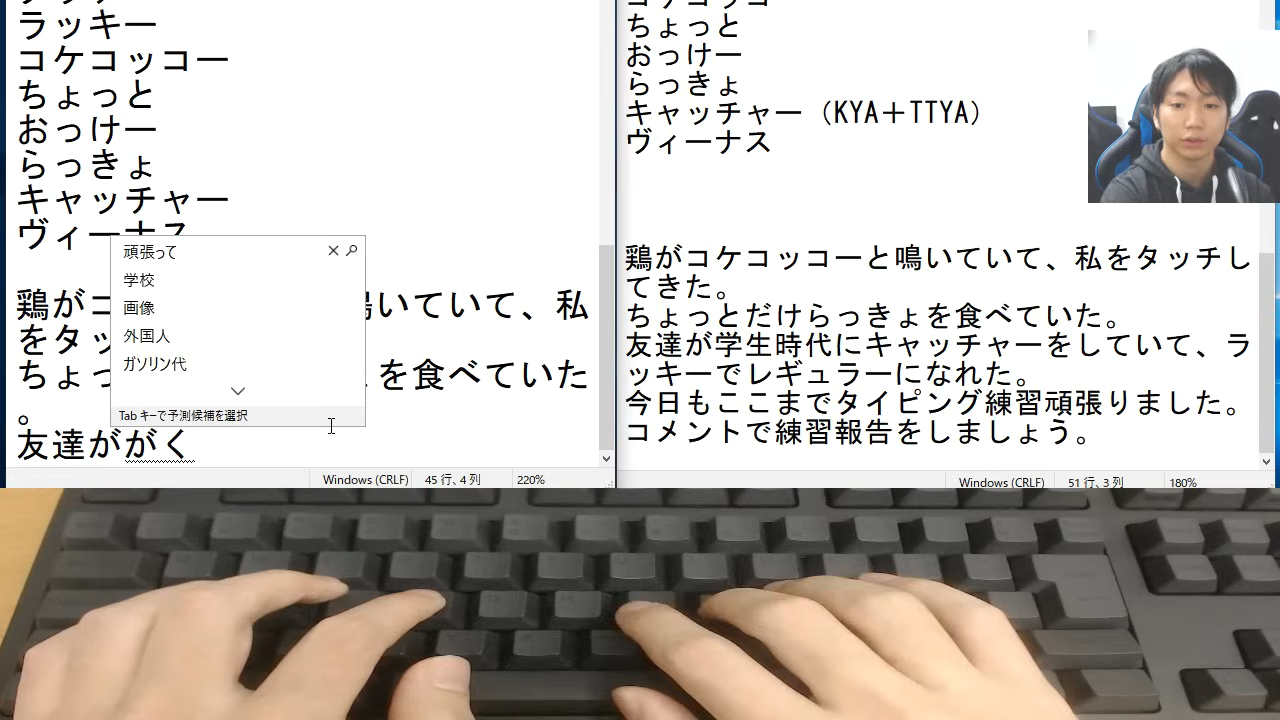 ラッキー
コケコッコー
ちょっと
おっけー
らっきょ
キャッチャー
ヴィーナス
頑張って
学校
画像
外国人
ガソリン代
Tab キーで予測候補を選択
鶏がコ
鳴いていて、私
をタッ
ちょっ
を食べていた
。
友達ががく
Windows (CRLF) 45 行、4 列 220%
コケコッコ
ちょっと
おっけー
らっきょ
キャッチャー（KYA＋TTYA）
ヴィーナス
鶏がコケコッコーと鳴いていて、私をタッチし
てきた。
ちょっとだけらっきょを食べていた。
友達が学生時代にキャッチャーをしていて、ラ
ッキーでレギュラーになれた。
今日もここまでタイピング練習頑張りました。
コメントで練習報告をしましょう。
Windows (CRLF) 51 行、3 列 180%